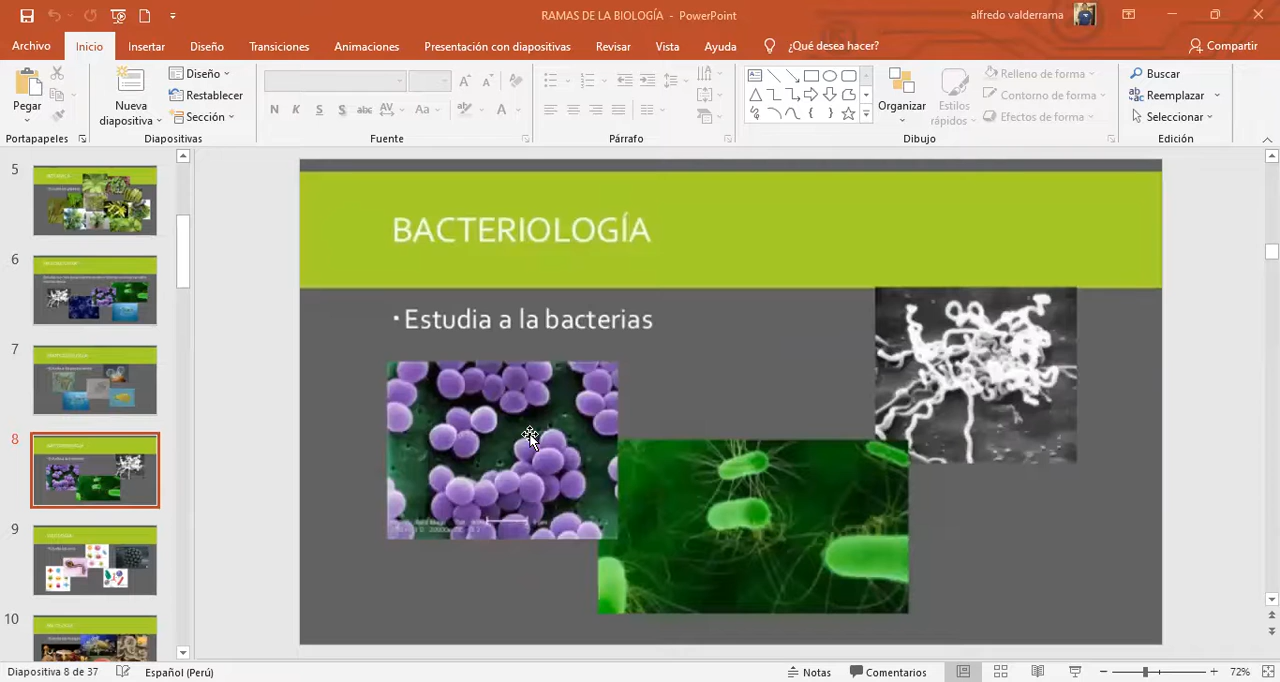 RAMAS DE LA BIOLOGÍA - PowerPoint
alfredo valderrama
Archivo
Inicio
Insertar
Diseño
Transiciones
Animaciones
Presentación con diapositivas
Revisar
Vista
Ayuda
¿Qué desea hacer?
Compartir
Pegar
Portapapeles
Nueva
diapositiva
Diseño
Restablecer
Sección
Diapositivas
N K S S abc AV Aa A
Fuente
Párrafo
Organizar
Estilos
rápidos
Relleno de forma
Contorno de forma
Efectos de forma
Dibujo
Buscar
Reemplazar
Seleccionar
Edición
5
6
7
8
9
10
BACTERIOLOGÍA
Estudia a la bacterias
Diapositiva 8 de 37
Español (Perú)
Notas
Comentarios
72%